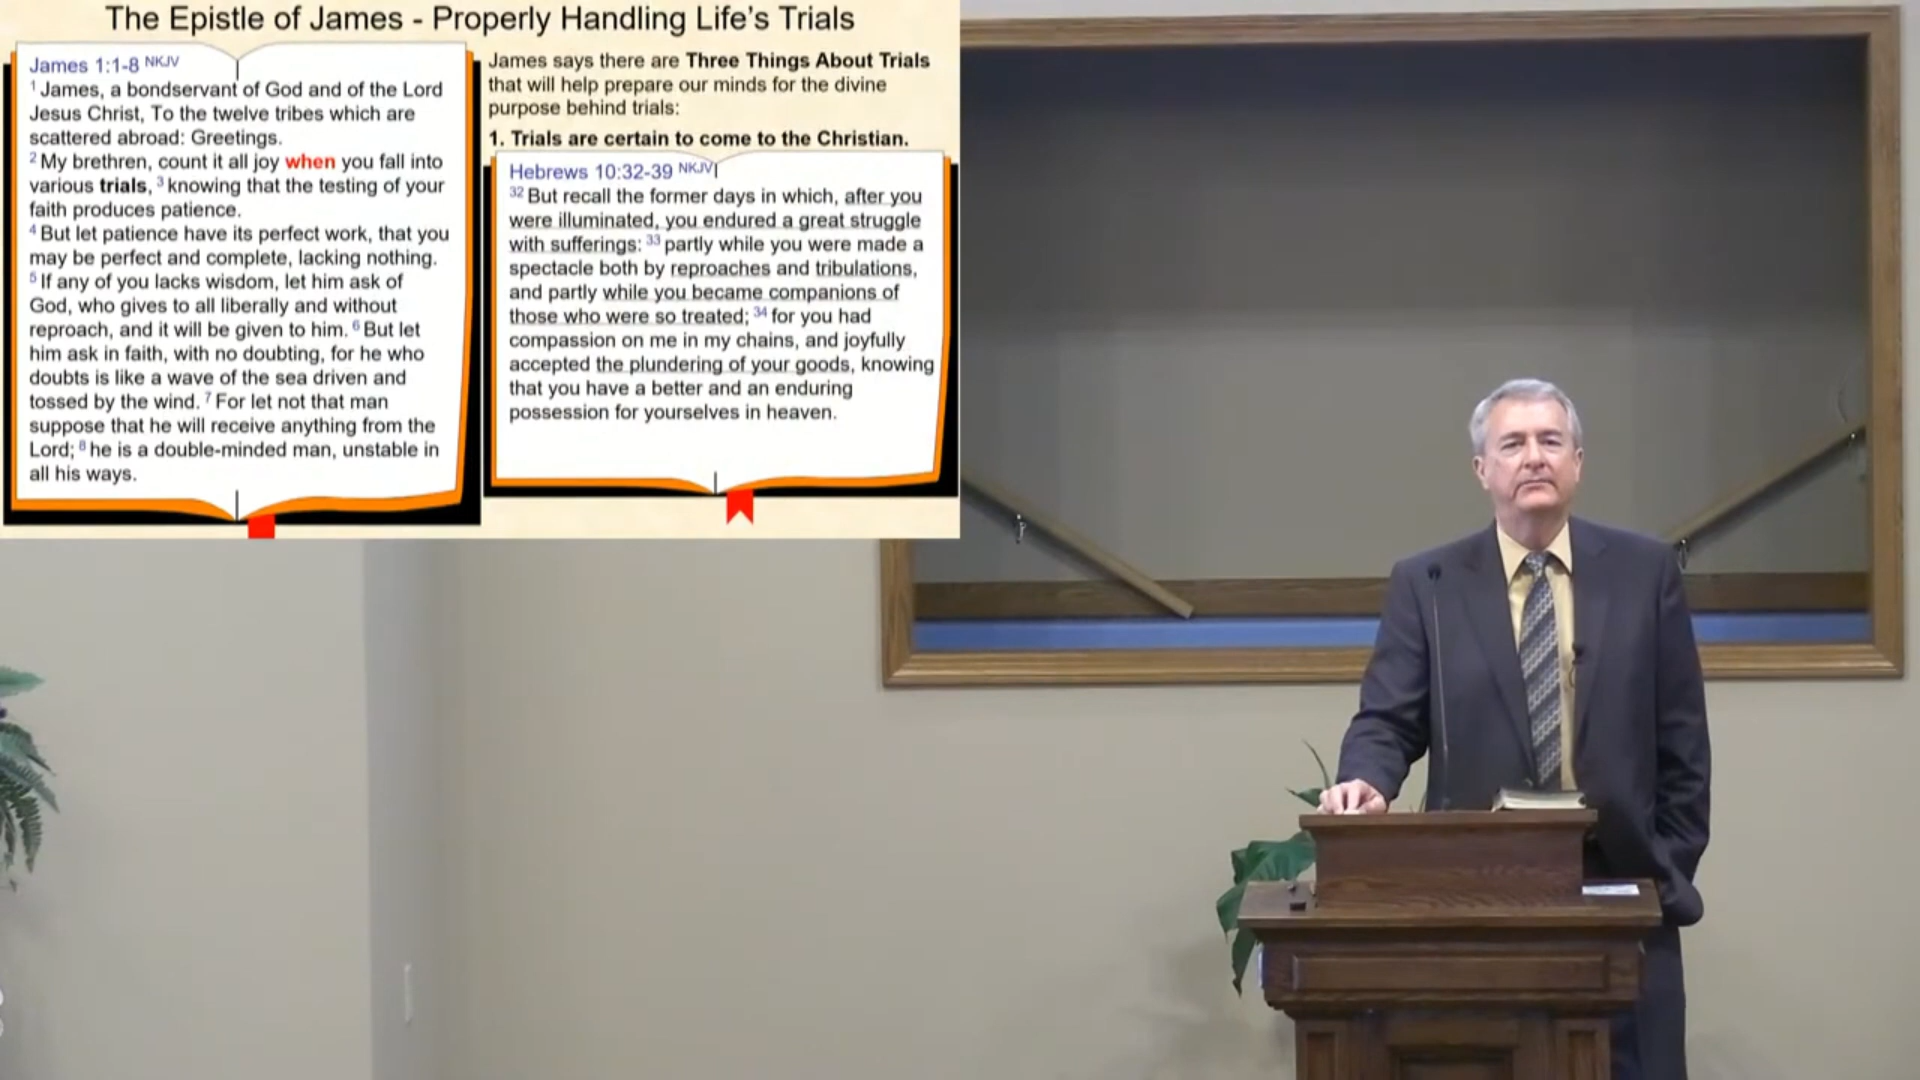 The Epistle of James - Properly Handling Life's Trials
James 1:1-8 NKJV
1 James, a bondservant of God and of the Lord
Jesus Christ, To the twelve tribes which are
scattered abroad: Greetings.
2 My brethren, count it all joy when you fall into
various trials, 3 knowing that the testing of your
faith produces patience.
4 But let patience have its perfect work, that you
may be perfect and complete, lacking nothing.
5 If any of you lacks wisdom, let him ask of
God, who gives to all liberally and without
reproach, and it will be given to him. 6 But let
him ask in faith, with no doubting, for he who
doubts is like a wave of the sea driven and
tossed by the wind. 7 For let not that man
suppose that he will receive anything from the
Lord; 8 he is a double-minded man, unstable in
all his ways.
James says there are Three Things About Trials
that will help prepare our minds for the divine
purpose behind trials:
1. Trials are certain to come to the Christian.
Hebrews 10:32-39 NKJV
32 But recall the former days in which, after you
were illuminated, you endured a great struggle
with sufferings: 33 partly while you were made a
spectacle both by reproaches and tribulations,
and partly while you became companions of
those who were so treated; 34 for you had
compassion on me in my chains, and joyfully
accepted the plundering of your goods, knowing
that you have a better and an enduring
possession for yourselves in heaven.